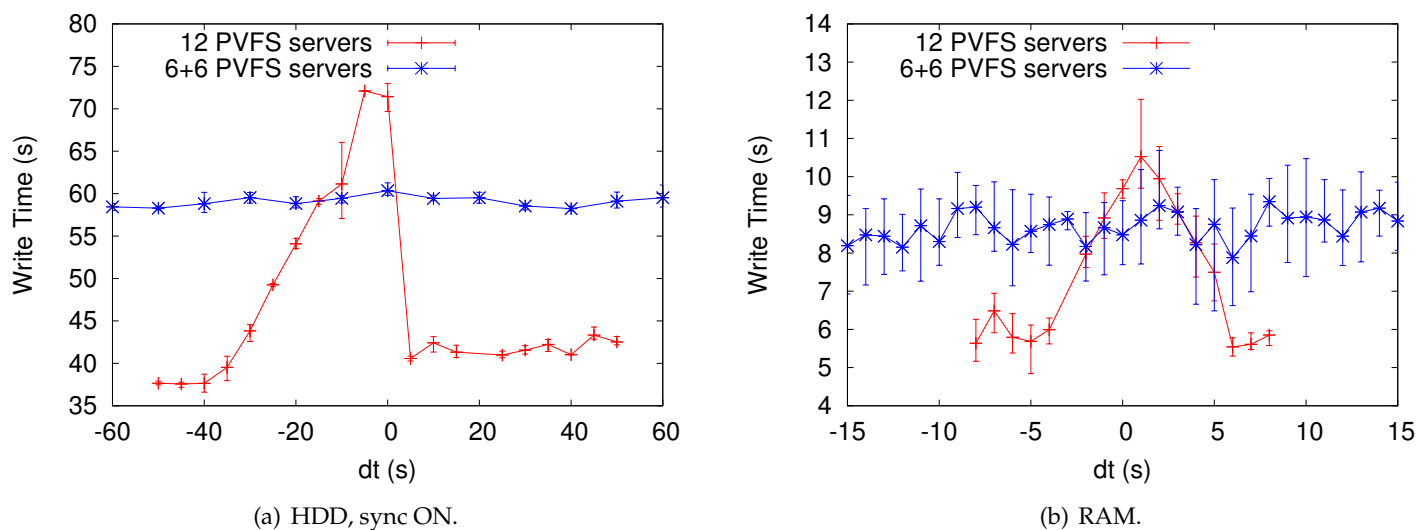 80
75
70
65
60
55
50
45
40
35
Write Time (s)
12 PVFS servers
6+6 PVFS servers
-60 -40 -20 0 20 40 60
dt (s)
(a) HDD, sync ON.
14
13
12
11
10
9
8
7
6
5
4
Write Time (s)
12 PVFS servers
6+6 PVFS servers
-15 -10 -5 0 5 10 15
dt (s)
(b) RAM.